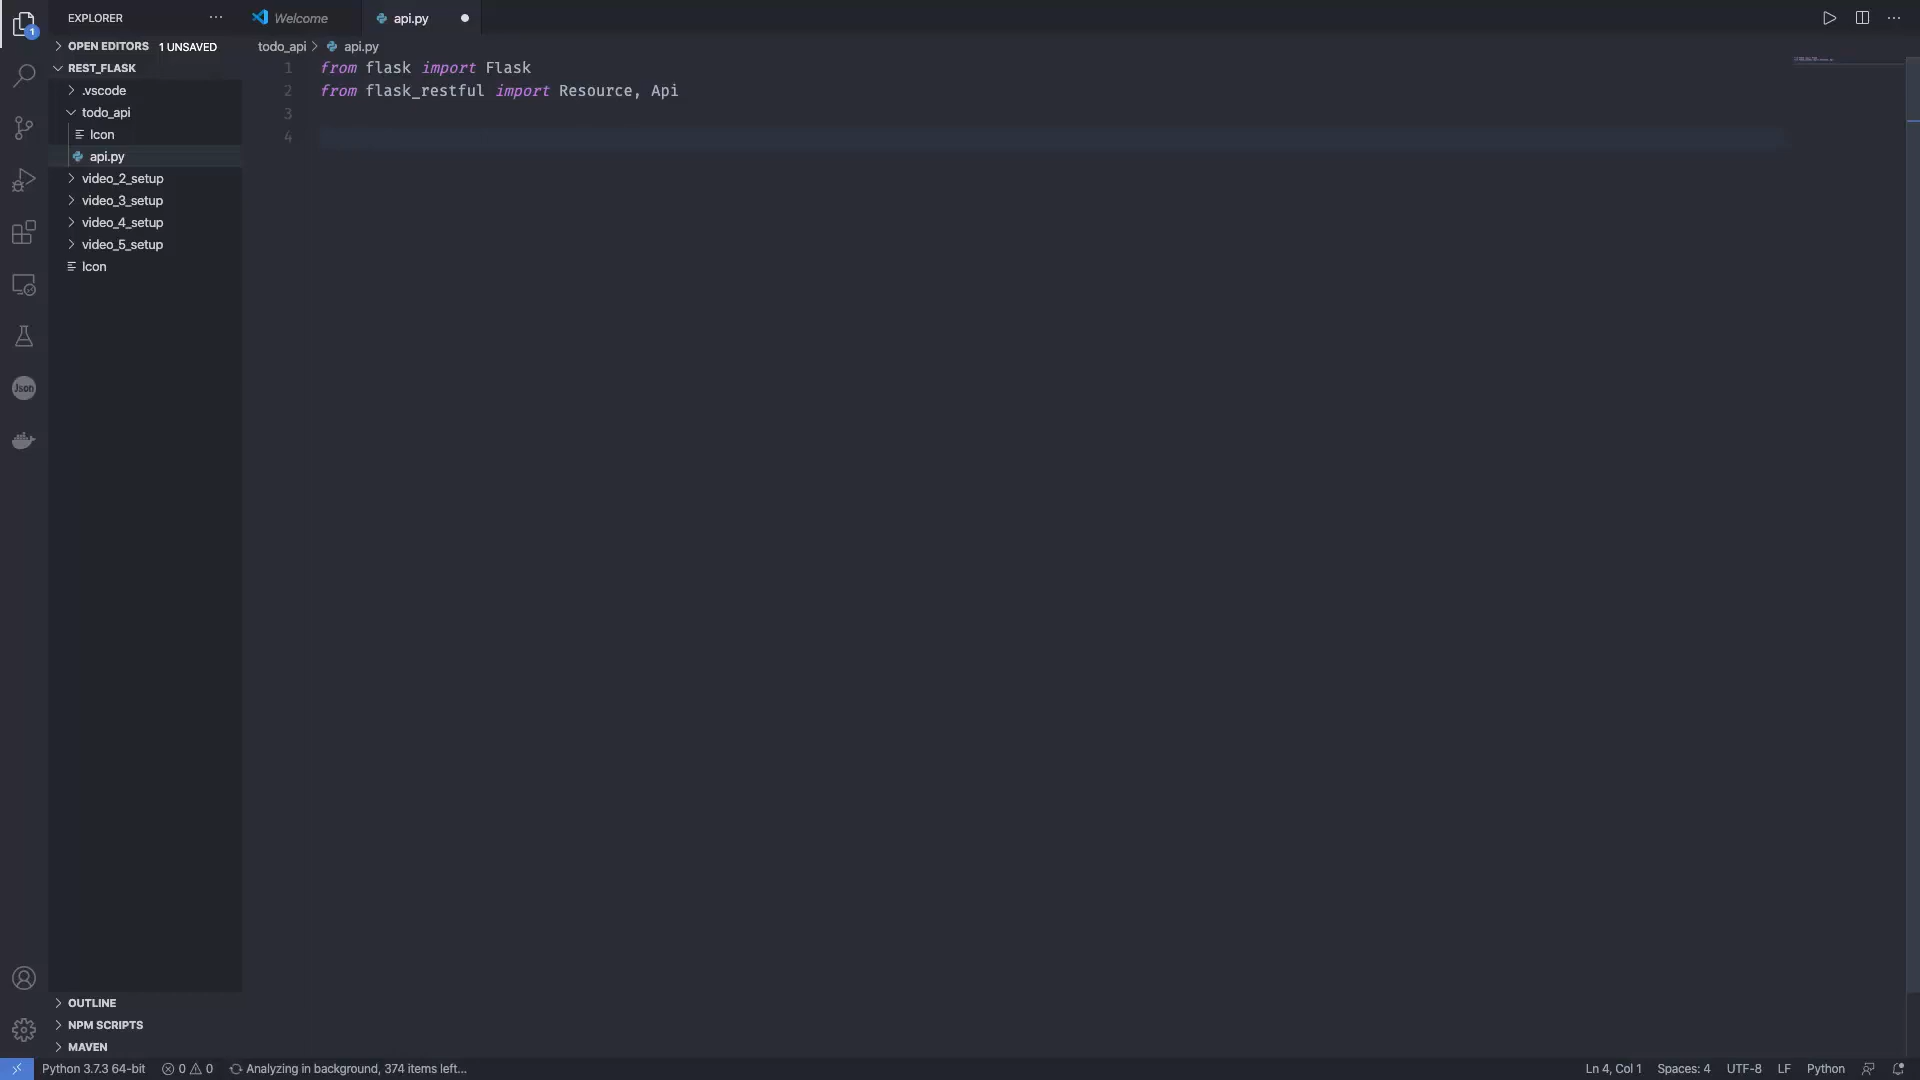 EXPLORER
Welcome
api.py
1
OPEN EDITORS 1 UNSAVED
todo_api > api.py
REST_FLASK
.vscode
todo_api
Icon
api.py
video_2_setup
video_3_setup
video_4_setup
video_5_setup
Icon
1 from flask import Flask
2 from flask_restful import Resource, Api
3
4
Json
OUTLINE
NPM SCRIPTS
MAVEN
Python 3.7.3 64-bit 0 0 Analyzing in background, 374 items left... Ln 4, Col 1 Spaces: 4 UTF-8 LF Python